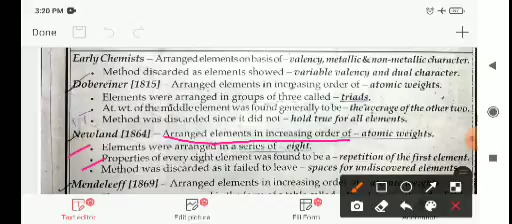 3:20 PM
Done
Early Chemists – Arranged elements on basis of – valency, metallic & non-metallic character.
Method discarded as elements showed – variable valency and dual character.
Dobereiner [1815] – Arranged elements in increasing order of – atomic weights.
Elements were arranged in groups of three called – triads.
At. wt. of the middle element was found generally to be – the average of the other two.
Method was discarded since it did not – hold true for all elements.
Newland [1864] – Arranged elements in increasing order of – atomic weights.
Elements were arranged in a series of – eight.
Properties of every eight element was found to be a – repetition of the first element.
Method was discarded as it failed to leave – spaces for undiscovered elements
Mendeleeff [1869] – Arranged elements in increasing order
Text editor Edit picture Fill Form